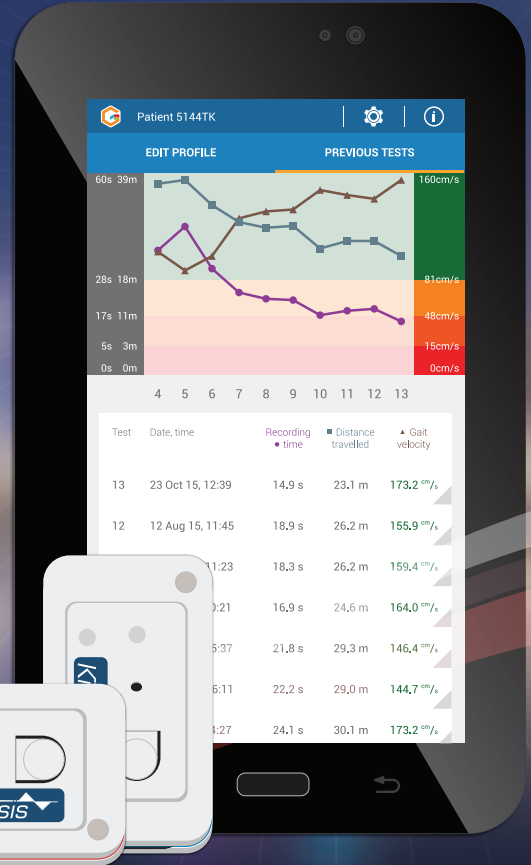 Patient 5144TK
EDIT PROFILE PREVIOUS TESTS
60s 39m 160cm/s
28s 18m 81cm/s
17s 11m 48cm/s
5s 3m 15cm/s
0s 0m 0cm/s
4 5 6 7 8 9 10 11 12 13
Test Date, time Recording time Distance travelled Gait velocity
13 23 Oct 15, 12:39 14.9 s 23.1 m 173.2 cm/s
12 12 Aug 15, 11:45 18.9 s 26.2 m 155.9 cm/s
1:23 18.3 s 26.2 m 159.4 cm/s
:21 16.9 s 24.6 m 164.0 cm/s
5:37 21.8 s 29.3 m 146.4 cm/s
6:11 22.2 s 29.0 m 144.7 cm/s
4:27 24.1 s 30.1 m 173.2 cm/s
SIS